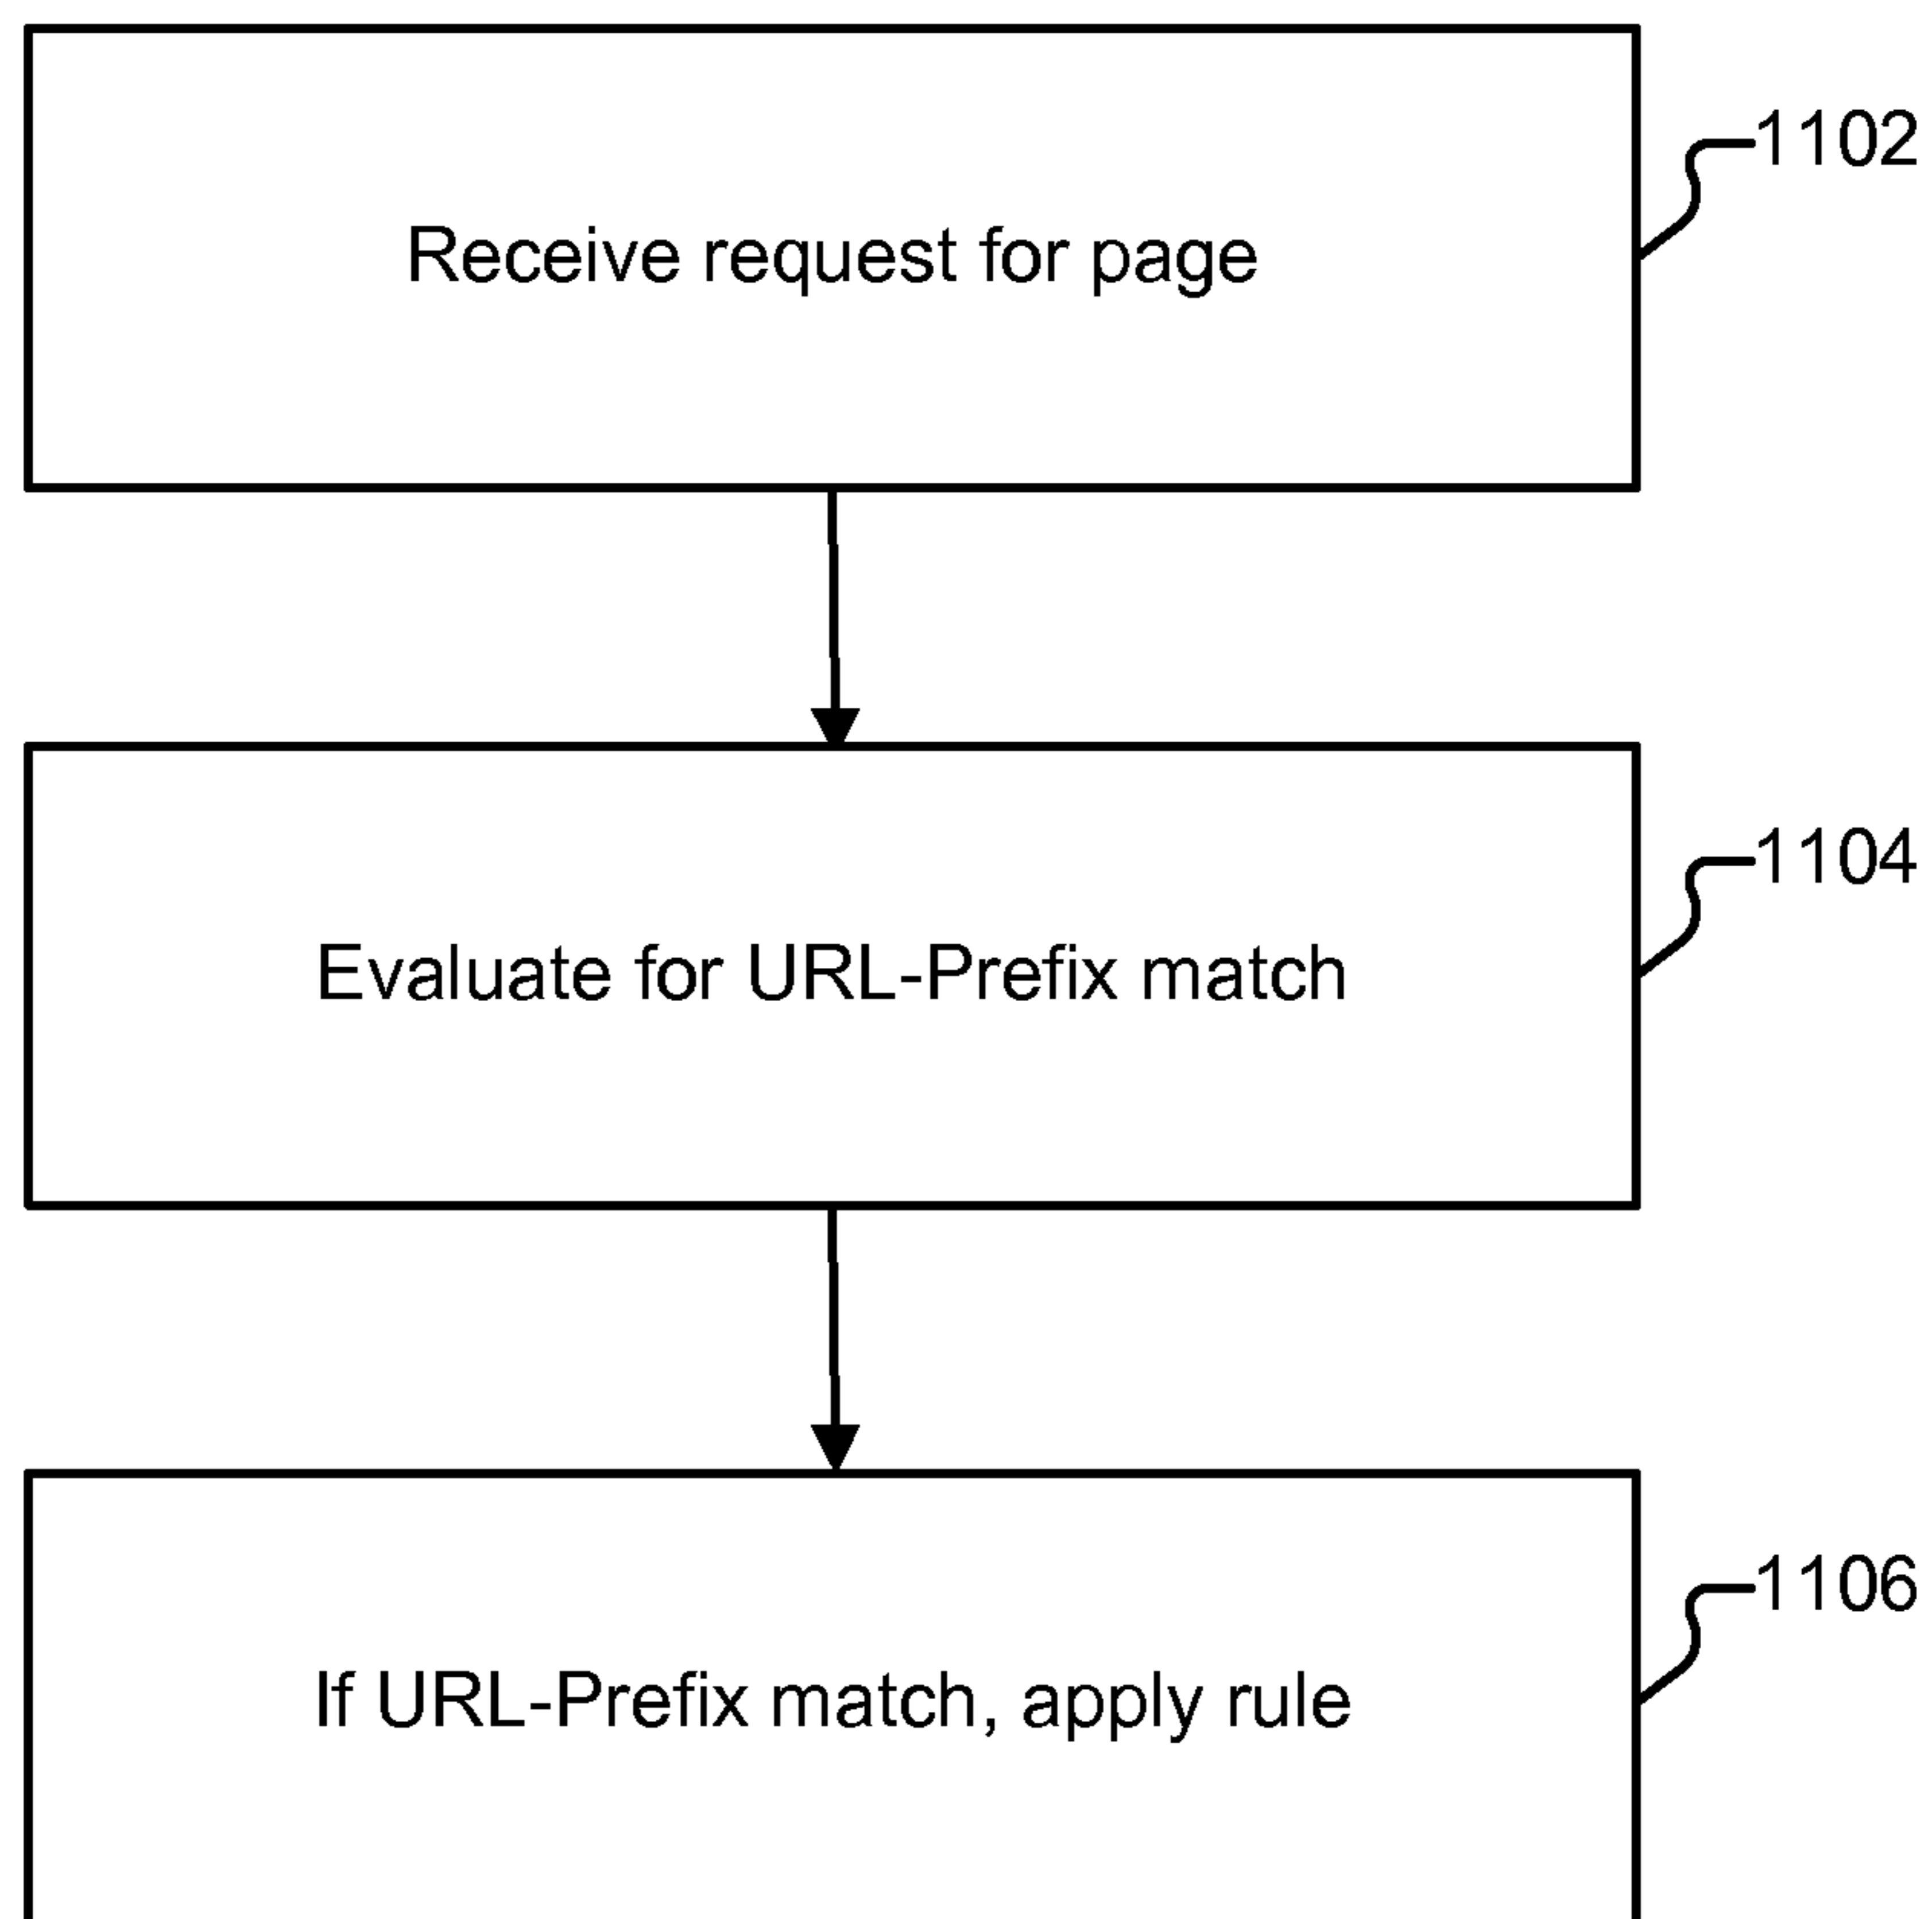 Receive request for page
1102
Evaluate for URL-Prefix match
1104
If URL-Prefix match, apply rule
1106